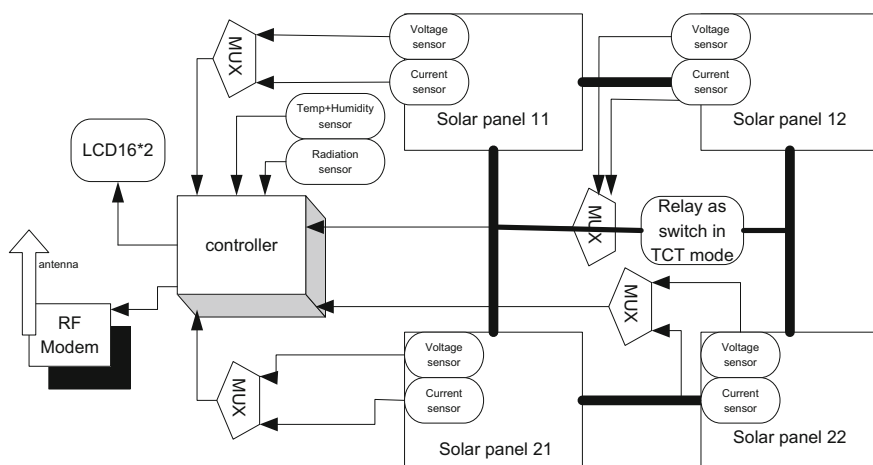 Voltage
sensor
Current
sensor
Solar panel 11
Voltage
sensor
Current
sensor
Solar panel 12
MUX
Temp+Humidity
sensor
Radiation
sensor
LCD16*2
controller
MUX
Relay as
switch in
TCT mode
antenna
RF
Modem
MUX
MUX
Voltage
sensor
Current
sensor
Solar panel 21
Voltage
sensor
Current
sensor
Solar panel 22